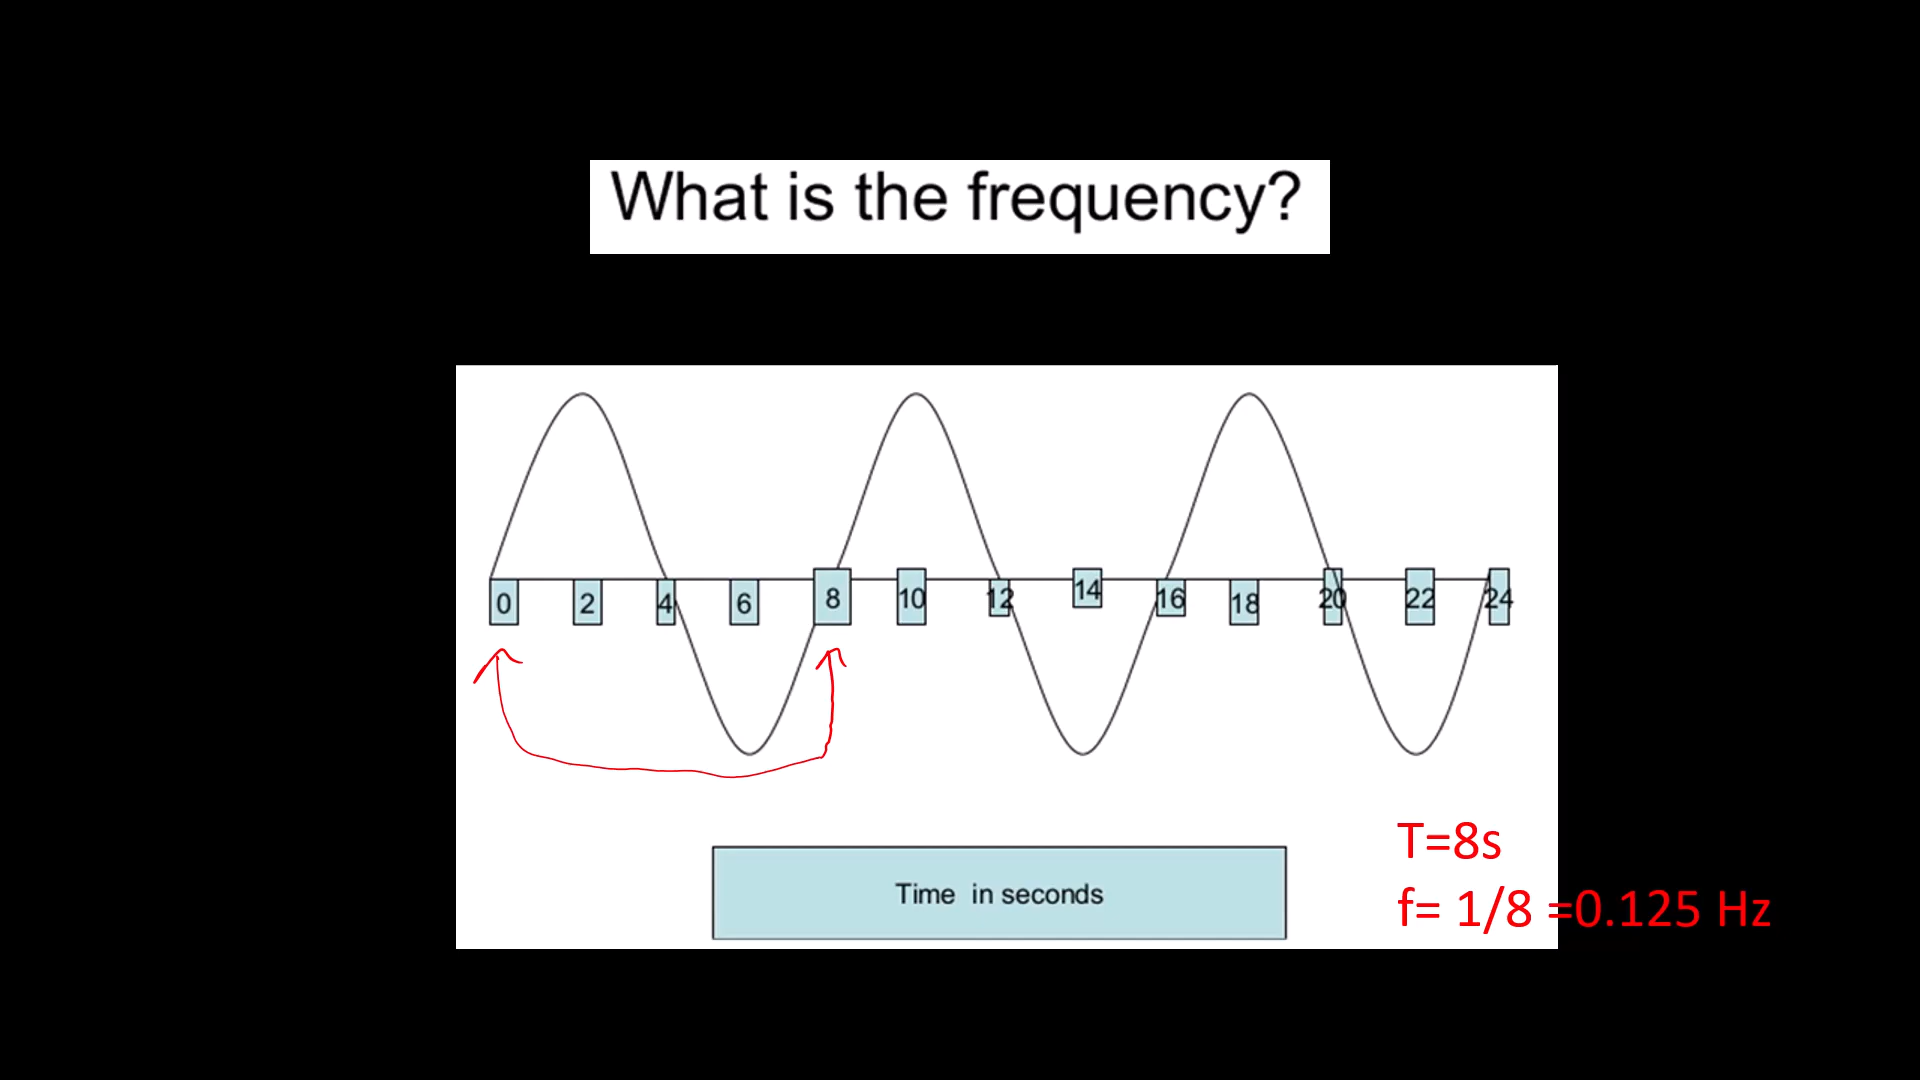 What is the frequency?
0 2 4 6 8 10 12 14 16 18 20 22 24
Time in seconds
T=8s
f= 1/8 =0.125 Hz